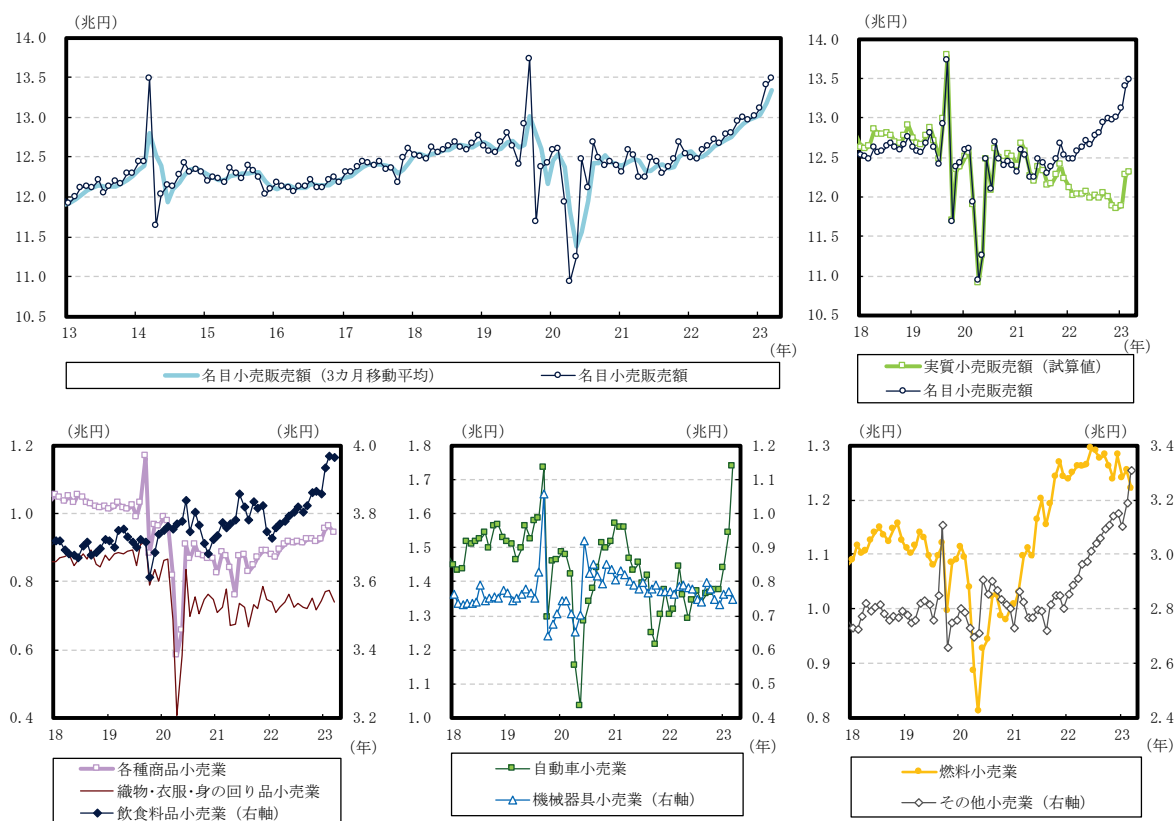 （兆円）
14.0
13.5
13.0
12.5
12.0
11.5
11.0
10.5
13 14 15 16 17 18 19 20 21 22 23
（年）
名目小売販売額（3カ月移動平均） 名目小売販売額
（兆円）
14.0
13.5
13.0
12.5
12.0
11.5
11.0
10.5
18 19 20 21 22 23
（年）
実質小売販売額（試算値）
名目小売販売額
（兆円） （兆円）
1.2 4.0
1.0 3.8
0.8 3.6
0.6 3.4
0.4 3.2
18 19 20 21 22 23
（年）
各種商品小売業
織物・衣服・身の回り品小売業
飲食料品小売業（右軸）
（兆円） （兆円）
1.8 1.2
1.7 1.1
1.6 1.0
1.5 0.9
1.4 0.8
1.3 0.7
1.2 0.6
1.1 0.5
1.0 0.4
18 19 20 21 22 23
（年）
自動車小売業
機械器具小売業（右軸）
（兆円） （兆円）
1.3 3.4
1.2 3.2
1.1 3.0
1.0 2.8
0.9 2.6
0.8 2.4
18 19 20 21 22 23
（年）
燃料小売業
その他小売業（右軸）